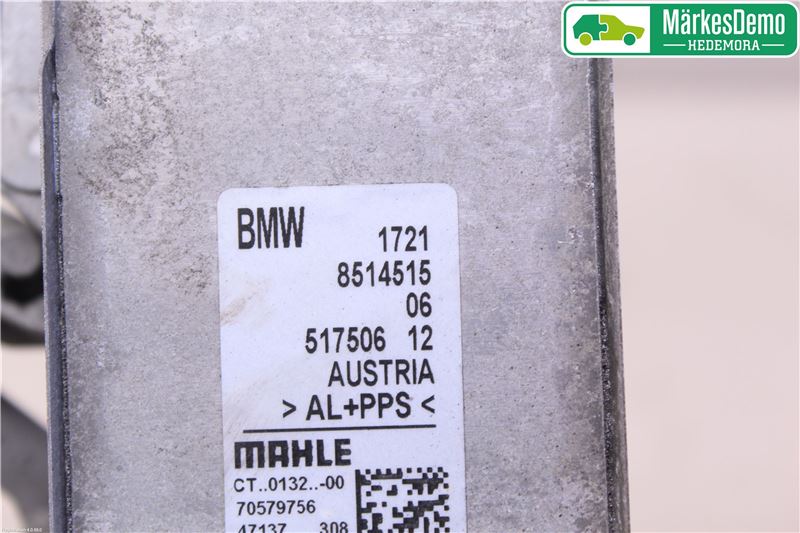 MärkesDemo
HEDEMORA
BMW 1721
8514515
06
517506 12
AUSTRIA
> AL+PPS <
MAHLE
CT..0132..-00
70579756
47137 308